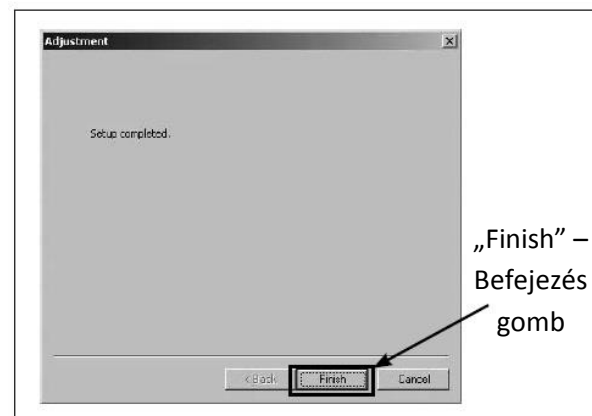 Adjustment
Setup completed.
„Finish” –
Befejezés
gomb
< Back Finish Cancel